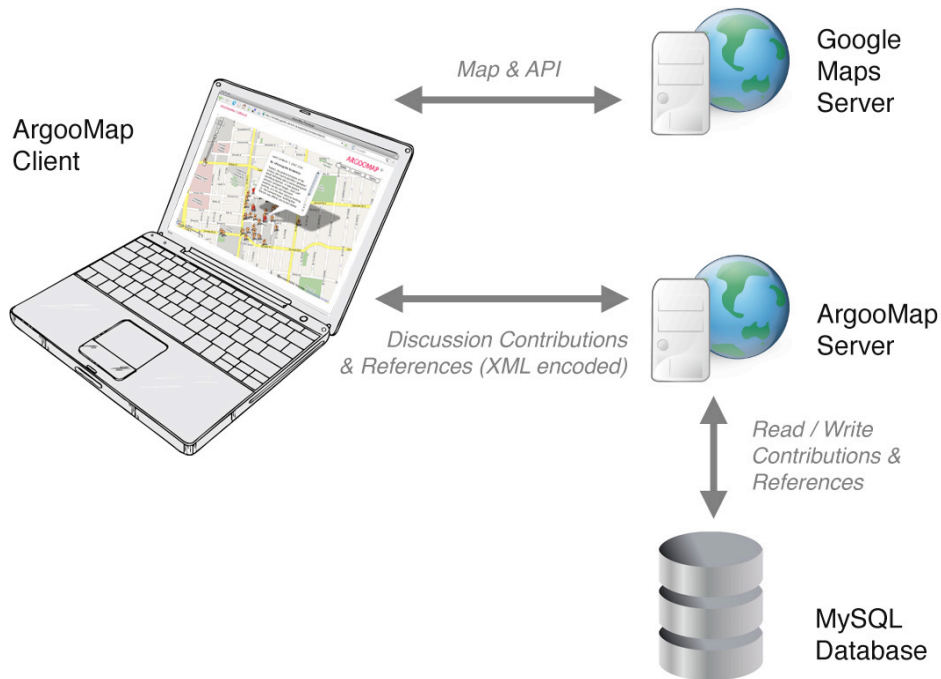 Google
Maps
Server
Map & API
ArgooMap
Client
ARGOOMAP
ArgooMap
Server
Discussion Contributions
& References (XML encoded)
Read / Write
Contributions &
References
MySQL
Database